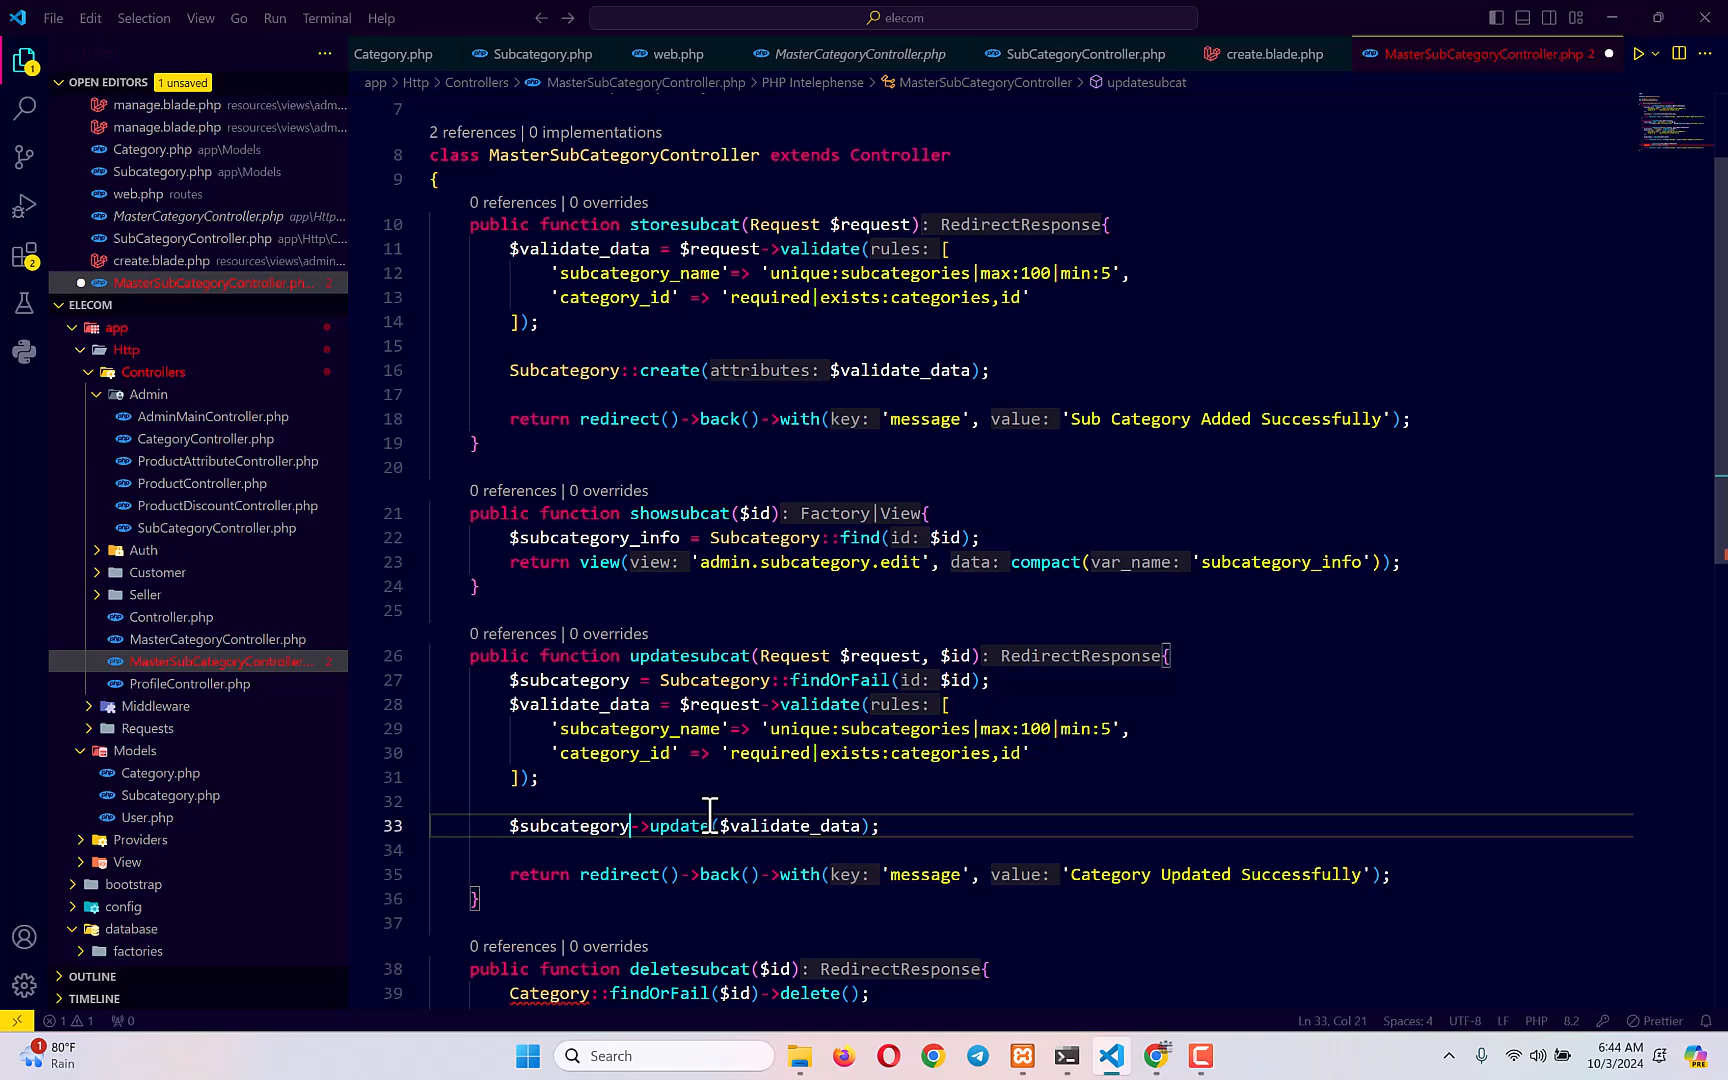 File Edit Selection View Go Run Terminal Help
elecom
Category.php Subcategory.php web.php MasterCategoryController.php SubCategoryController.php create.blade.php MasterSubCategoryController.php 2
app > Http > Controllers > MasterSubCategoryController.php > PHP Intelephense > MasterSubCategoryController > updatesubcat
OPEN EDITORS 1 unsaved
manage.blade.php resources\views\adm...
manage.blade.php resources\views\adm...
Category.php app\Models
Subcategory.php app\Models
web.php routes
MasterCategoryController.php app\Http...
SubCategoryController.php app\Http\C...
create.blade.php resources\views\admin...
MasterSubCategoryController.ph... 2
ELECOM
app
Http
Controllers
Admin
AdminMainController.php
CategoryController.php
ProductAttributeController.php
ProductController.php
ProductDiscountController.php
SubCategoryController.php
Auth
Customer
Seller
Controller.php
MasterCategoryController.php
MasterSubCategoryController... 2
ProfileController.php
Middleware
Requests
Models
Category.php
Subcategory.php
User.php
Providers
View
bootstrap
config
database
factories
OUTLINE
TIMELINE
7
2 references | 0 implementations
8 class MasterSubCategoryController extends Controller
9 {
0 references | 0 overrides
10 public function storesubcat(Request $request): RedirectResponse{
11 $validate_data = $request->validate(rules: [
12 'subcategory_name'=> 'unique:subcategories|max:100|min:5',
13 'category_id' => 'required|exists:categories,id'
14 ]);
15
16 Subcategory::create(attributes: $validate_data);
17
18 return redirect()->back()->with(key: 'message', value: 'Sub Category Added Successfully');
19 }
20
0 references | 0 overrides
21 public function showsubcat($id): Factory|View{
22 $subcategory_info = Subcategory::find(id: $id);
23 return view(view: 'admin.subcategory.edit', data: compact(var_name: 'subcategory_info'));
24 }
25
0 references | 0 overrides
26 public function updatesubcat(Request $request, $id): RedirectResponse{
27 $subcategory = Subcategory::findOrFail(id: $id);
28 $validate_data = $request->validate(rules: [
29 'subcategory_name'=> 'unique:subcategories|max:100|min:5',
30 'category_id' => 'required|exists:categories,id'
31 ]);
32
33 $subcategory->update($validate_data);
34
35 return redirect()->back()->with(key: 'message', value: 'Category Updated Successfully');
36 }
37
0 references | 0 overrides
38 public function deletesubcat($id): RedirectResponse{
39 Category::findOrFail($id)->delete();
1 1 0 Ln 33, Col 21 Spaces: 4 UTF-8 LF PHP 8.2 Prettier
1 80°F
Rain
Search
6:44 AM
10/3/2024
PRE